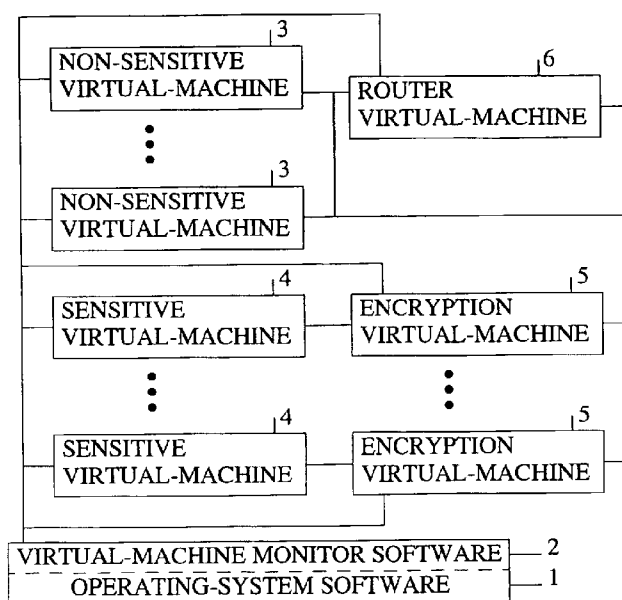 3
NON-SENSITIVE
VIRTUAL-MACHINE
6
ROUTER
VIRTUAL-MACHINE
3
NON-SENSITIVE
VIRTUAL-MACHINE
4
SENSITIVE
VIRTUAL-MACHINE
5
ENCRYPTION
VIRTUAL-MACHINE
4
SENSITIVE
VIRTUAL-MACHINE
5
ENCRYPTION
VIRTUAL-MACHINE
VIRTUAL-MACHINE MONITOR SOFTWARE 2
OPERATING-SYSTEM SOFTWARE 1